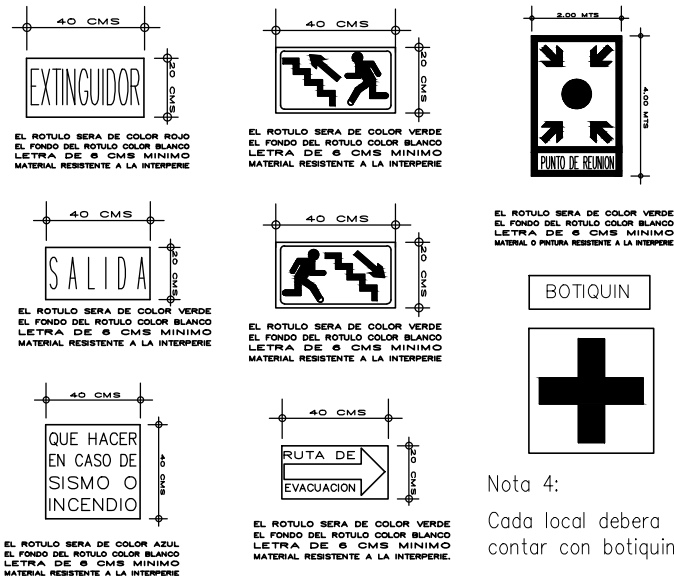 40 CMS
20 CMS
EXTINGUIDOR
EL ROTULO SERA DE COLOR ROJO
EL FONDO DEL ROTULO COLOR BLANCO
LETRA DE 6 CMS MINIMO
MATERIAL RESISTENTE A LA INTERPERIE
40 CMS
20 CMS
SALIDA
EL ROTULO SERA DE COLOR VERDE
EL FONDO DEL ROTULO COLOR BLANCO
LETRA DE 6 CMS MINIMO
MATERIAL RESISTENTE A LA INTERPERIE
40 CMS
40 CMS
QUE HACER
EN CASO DE
SISMO O
INCENDIO
EL ROTULO SERA DE COLOR AZUL
EL FONDO DEL ROTULO COLOR BLANCO
LETRA DE 6 CMS MINIMO
MATERIAL RESISTENTE A LA INTERPERIE
40 CMS
20 CMS
EL ROTULO SERA DE COLOR VERDE
EL FONDO DEL ROTULO COLOR BLANCO
LETRA DE 6 CMS MINIMO
MATERIAL RESISTENTE A LA INTERPERIE
40 CMS
20 CMS
EL ROTULO SERA DE COLOR VERDE
EL FONDO DEL ROTULO COLOR BLANCO
LETRA DE 6 CMS MINIMO
MATERIAL RESISTENTE A LA INTERPERIE
40 CMS
20 CMS
RUTA DE
EVACUACION
EL ROTULO SERA DE COLOR VERDE
EL FONDO DEL ROTULO COLOR BLANCO
LETRA DE 6 CMS MINIMO
MATERIAL RESISTENTE A LA INTERPERIE.
2.00 MTS
4.00 MTS
PUNTO DE REUNION
EL ROTULO SERA DE COLOR VERDE
EL FONDO DEL ROTULO COLOR BLANCO
LETRA DE 6 CMS MINIMO
MATERIAL O PINTURA RESISTENTE A LA INTERPERIE
BOTIQUIN
Nota 4:
Cada local debera
contar con botiquin